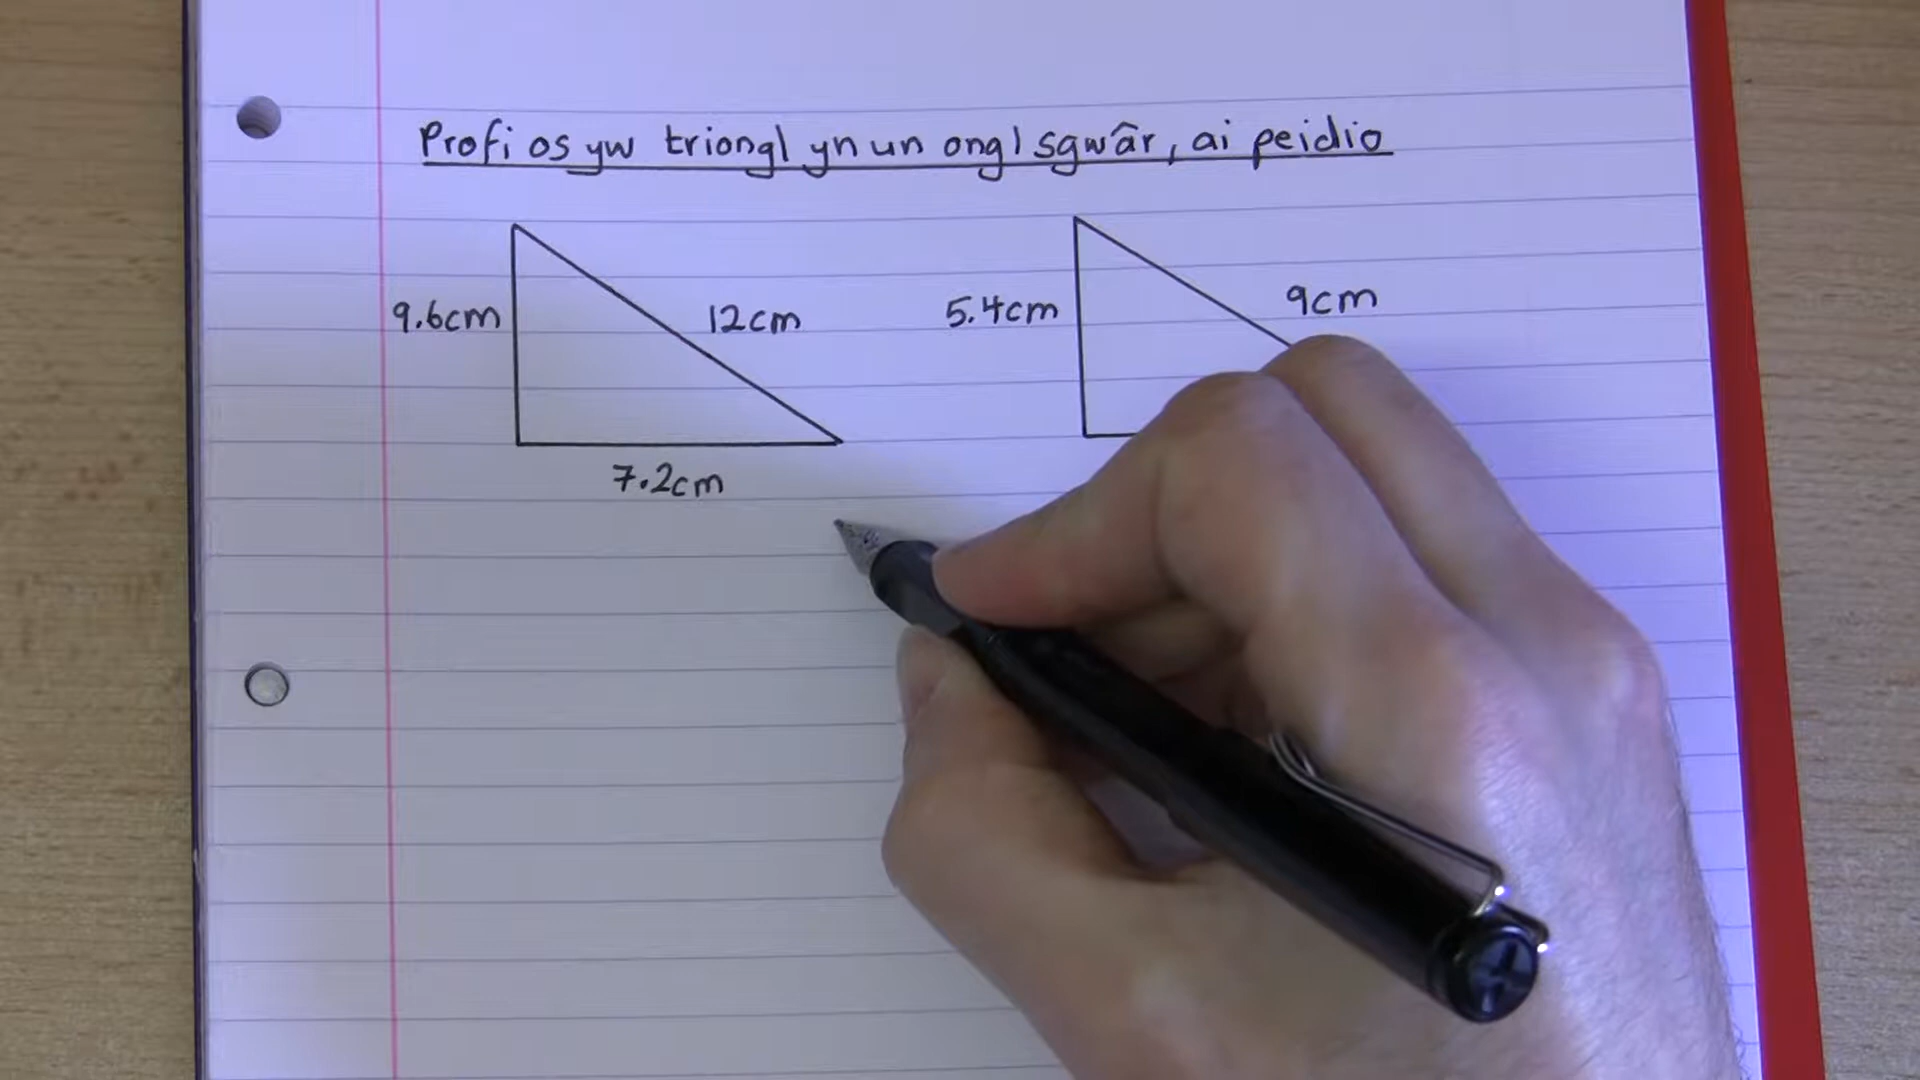 Profi os yw triongl yn un ongl sgwâr, ai peidio
9.6cm
12cm
7.2cm
5.4cm
9cm